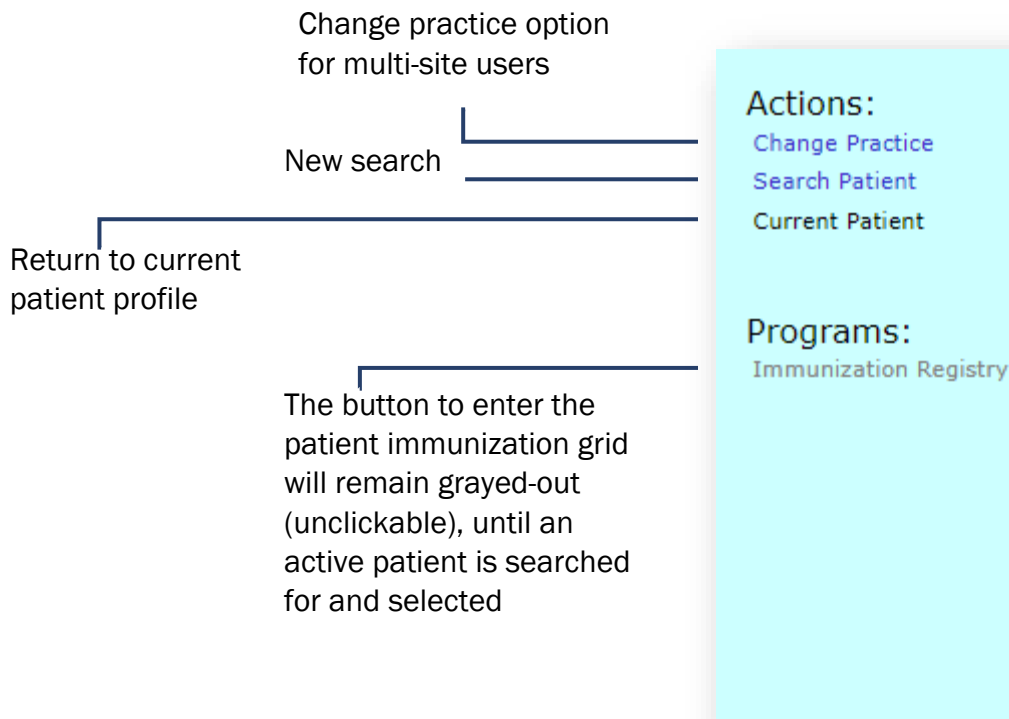 Change practice option
for multi-site users
New search
Return to current
patient profile
The button to enter the
patient immunization grid
will remain grayed-out
(unclickable), until an
active patient is searched
for and selected
Actions:
Change Practice
Search Patient
Current Patient
Programs:
Immunization Registry